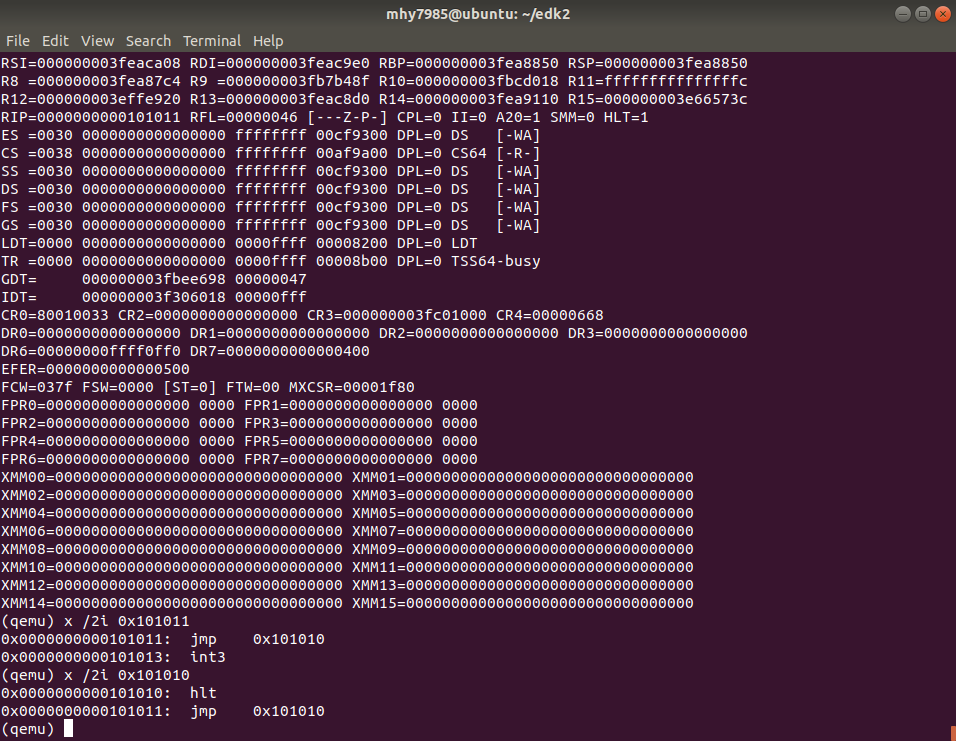 mhy7985@ubuntu: ~/edk2
File Edit View Search Terminal Help
RSI=000000003feaca08 RDI=000000003feac9e0 RBP=000000003fea8850 RSP=000000003fea8850
R8 =000000003fea87c4 R9 =000000003fb7b48f R10=000000003fbcd018 R11=fffffffffffffffc
R12=000000003effe920 R13=000000003feac8d0 R14=000000003fea9110 R15=000000003e66573c
RIP=0000000000101011 RFL=00000046 [---Z-P-] CPL=0 II=0 A20=1 SMM=0 HLT=1
ES =0030 0000000000000000 ffffffff 00cf9300 DPL=0 DS   [-WA]
CS =0038 0000000000000000 ffffffff 00af9a00 DPL=0 CS64 [-R-]
SS =0030 0000000000000000 ffffffff 00cf9300 DPL=0 DS   [-WA]
DS =0030 0000000000000000 ffffffff 00cf9300 DPL=0 DS   [-WA]
FS =0030 0000000000000000 ffffffff 00cf9300 DPL=0 DS   [-WA]
GS =0030 0000000000000000 ffffffff 00cf9300 DPL=0 DS   [-WA]
LDT=0000 0000000000000000 0000ffff 00008200 DPL=0 LDT
TR =0000 0000000000000000 0000ffff 00008b00 DPL=0 TSS64-busy
GDT=     000000003fbee698 00000047
IDT=     000000003f306018 00000fff
CR0=80010033 CR2=0000000000000000 CR3=000000003fc01000 CR4=00000668
DR0=0000000000000000 DR1=0000000000000000 DR2=0000000000000000 DR3=0000000000000000
DR6=00000000ffff0ff0 DR7=0000000000000400
EFER=0000000000000500
FCW=037f FSW=0000 [ST=0] FTW=00 MXCSR=00001f80
FPR0=0000000000000000 0000 FPR1=0000000000000000 0000
FPR2=0000000000000000 0000 FPR3=0000000000000000 0000
FPR4=0000000000000000 0000 FPR5=0000000000000000 0000
FPR6=0000000000000000 0000 FPR7=0000000000000000 0000
XMM00=00000000000000000000000000000000 XMM01=00000000000000000000000000000000
XMM02=00000000000000000000000000000000 XMM03=00000000000000000000000000000000
XMM04=00000000000000000000000000000000 XMM05=00000000000000000000000000000000
XMM06=00000000000000000000000000000000 XMM07=00000000000000000000000000000000
XMM08=00000000000000000000000000000000 XMM09=00000000000000000000000000000000
XMM10=00000000000000000000000000000000 XMM11=00000000000000000000000000000000
XMM12=00000000000000000000000000000000 XMM13=00000000000000000000000000000000
XMM14=00000000000000000000000000000000 XMM15=00000000000000000000000000000000
(qemu) x /2i 0x101011
0x0000000000101011:  jmp    0x101010
0x0000000000101013:  int3
(qemu) x /2i 0x101010
0x0000000000101010:  hlt
0x0000000000101011:  jmp    0x101010
(qemu)